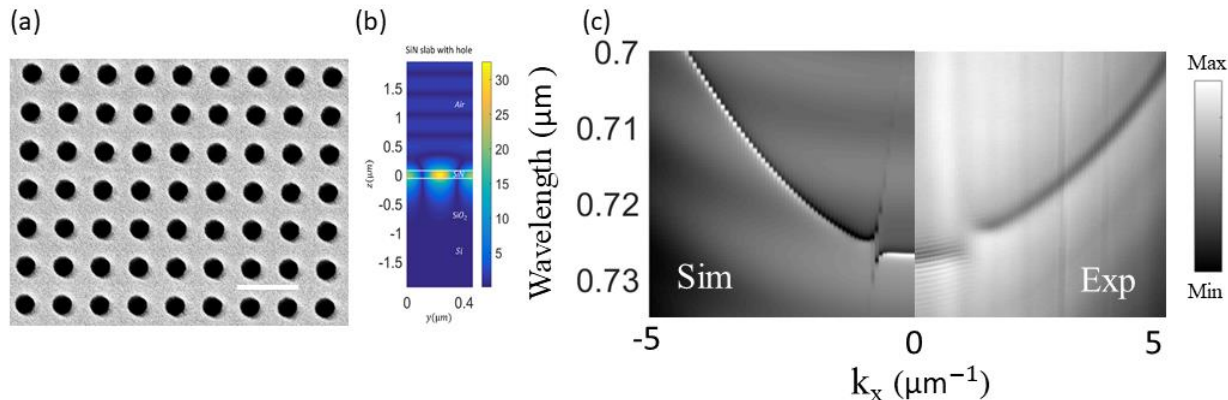 (a)
(b)
SiN slab with hole
1.5
1
0.5
0
-0.5
-1
-1.5
z(μm)
Air
SiN
SiO₂
Si
0
0.4
y(μm)
30
25
20
15
10
5
(c)
Wavelength (μm)
0.7
0.71
0.72
0.73
Sim
Exp
-5
0
5
kₓ (μm⁻¹)
Max
Min